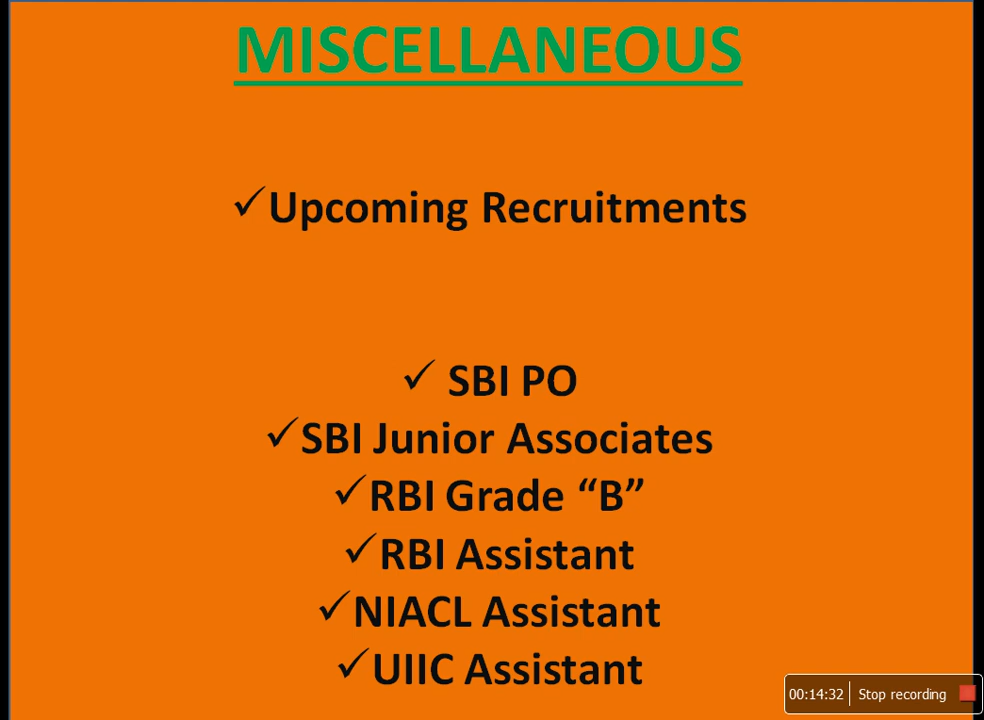 MISCELLANEOUS
✓Upcoming Recruitments
✓ SBI PO
✓SBI Junior Associates
✓RBI Grade “B”
✓RBI Assistant
✓NIACL Assistant
✓UIIC Assistant
00:14:32 Stop recording